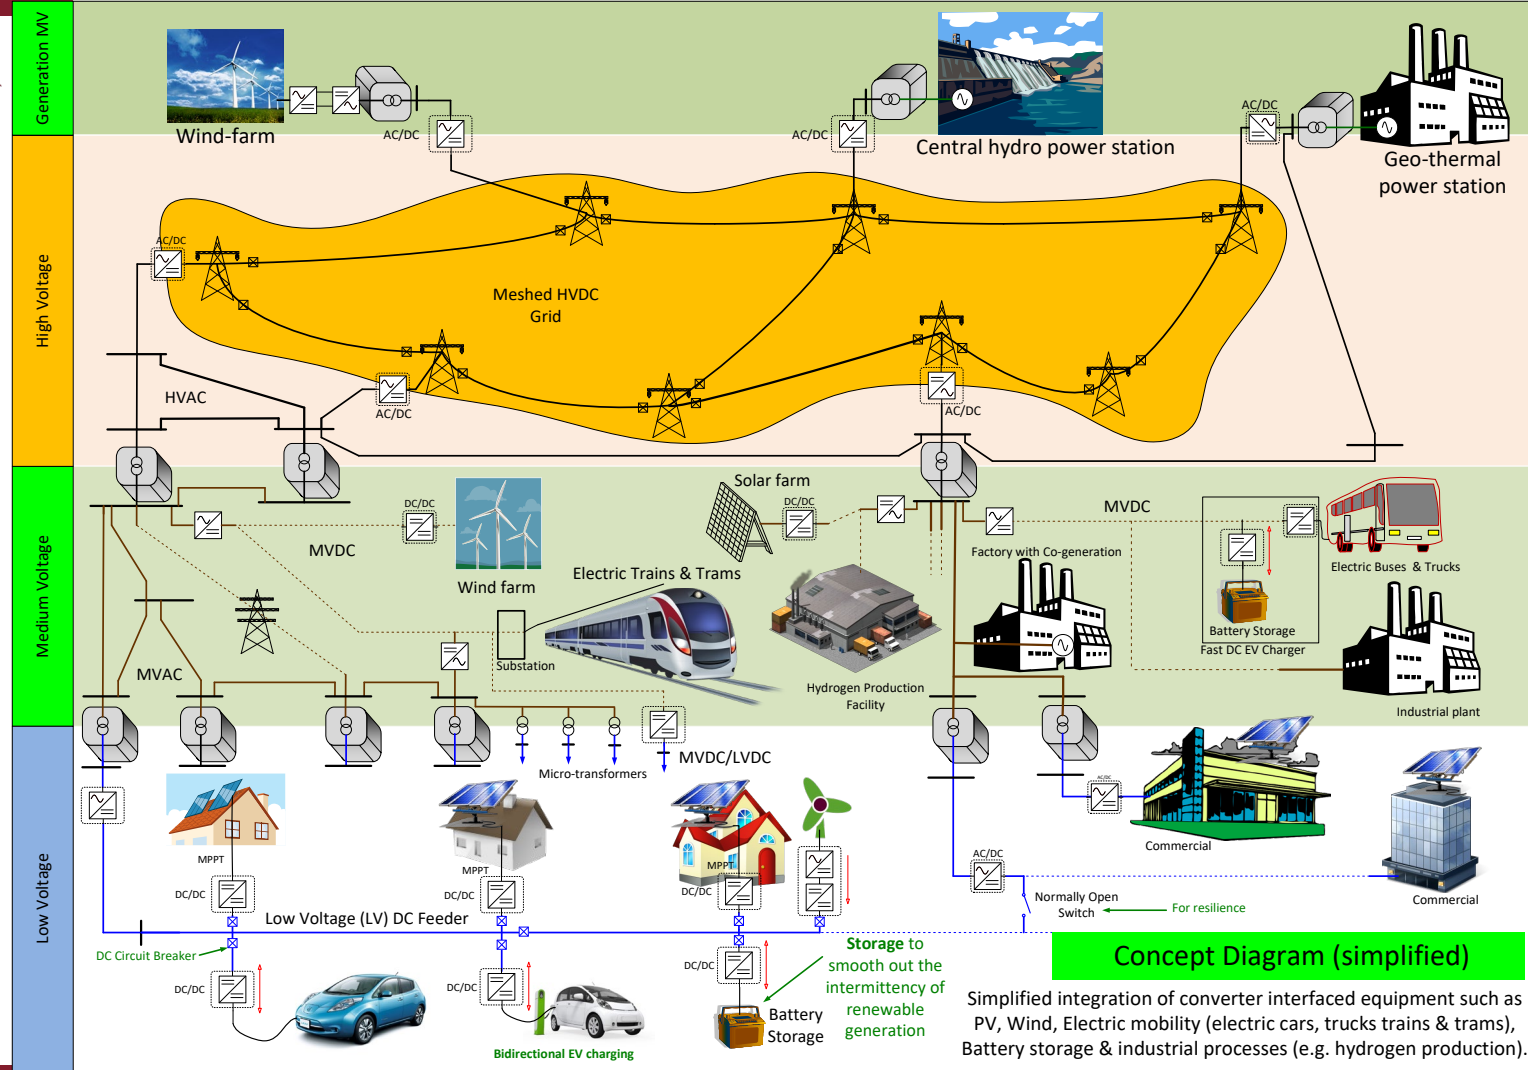 Generation MV
Wind-farm
AC/DC
AC/DC
Central hydro power station
AC/DC
Geo-thermal
power station
High Voltage
AC/DC
Meshed HVDC
Grid
HVAC
AC/DC
AC/DC
Medium Voltage
DC/DC
MVDC
Wind farm
Solar farm
DC/DC
MVDC
Factory with Co-generation
Electric Buses & Trucks
Electric Trains & Trams
Substation
Battery Storage
Fast DC EV Charger
MVAC
Hydrogen Production
Facility
Industrial plant
Low Voltage
Micro-transformers
MVDC/LVDC
AC/DC
Commercial
MPPT
DC/DC
MPPT
DC/DC
MPPT
DC/DC
AC/DC
Normally Open
Switch
For resilience
Commercial
Low Voltage (LV) DC Feeder
DC Circuit Breaker
DC/DC
DC/DC
DC/DC
Bidirectional EV charging
Battery
Storage
Storage to
smooth out the
intermittency of
renewable
generation
Concept Diagram (simplified)
Simplified integration of converter interfaced equipment such as
PV, Wind, Electric mobility (electric cars, trucks trains & trams),
Battery storage & industrial processes (e.g. hydrogen production).